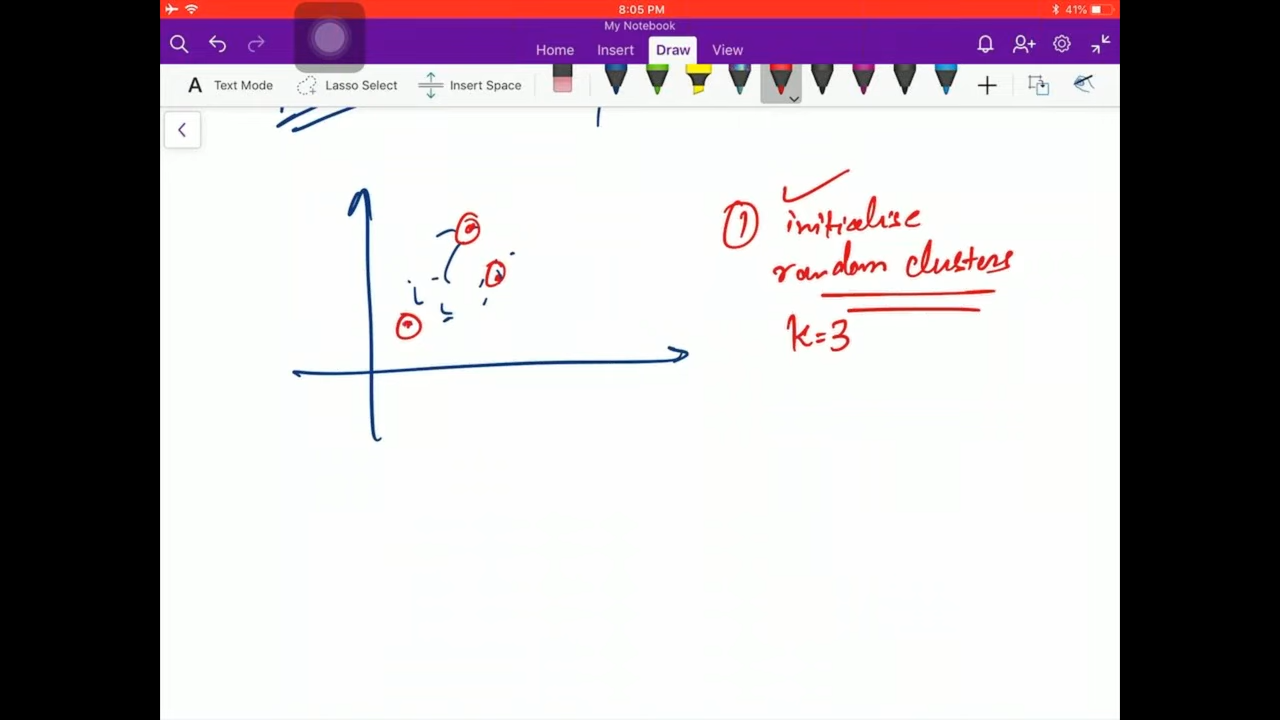 8:05 PM
41%
My Notebook
Home Insert Draw View
A Text Mode Lasso Select Insert Space
① initialise
random clusters
k=3